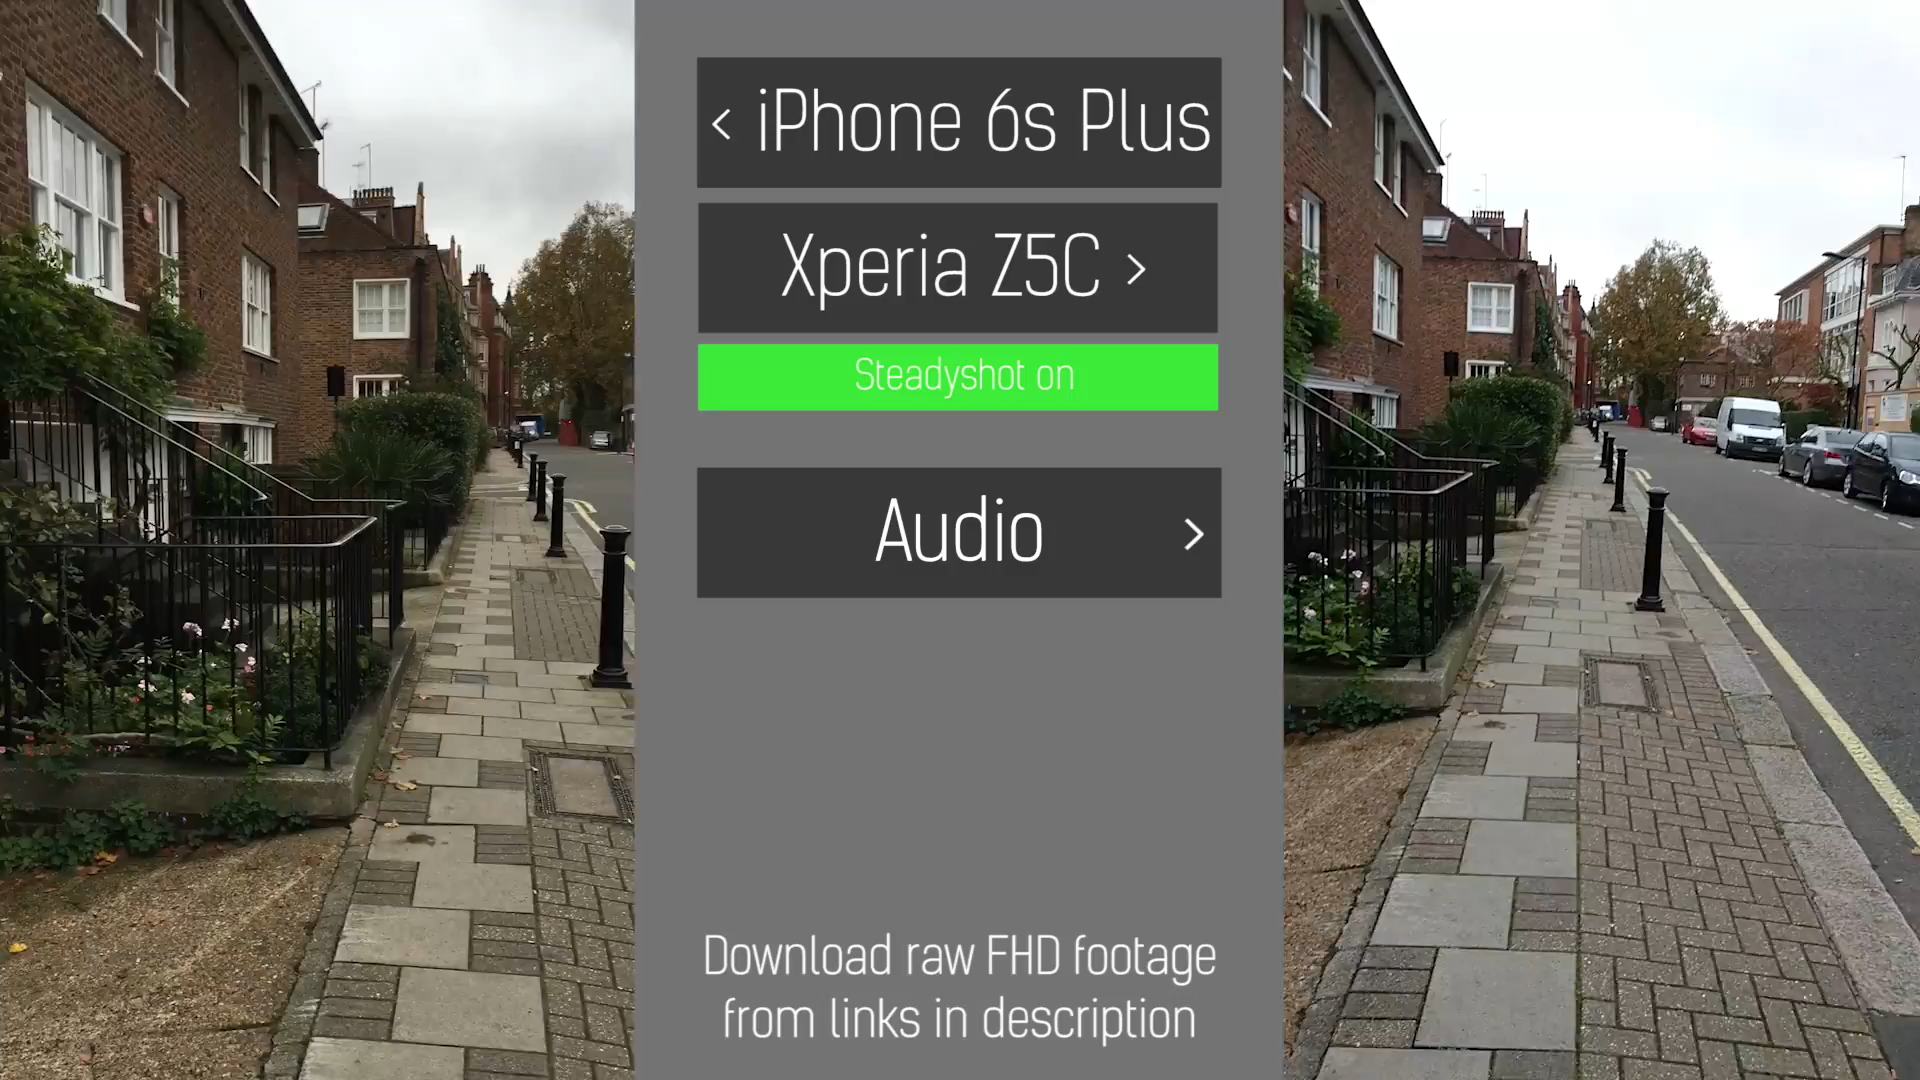 < iPhone 6s Plus
Xperia Z5C >
Steadyshot on
Audio >
Download raw FHD footage
from links in description